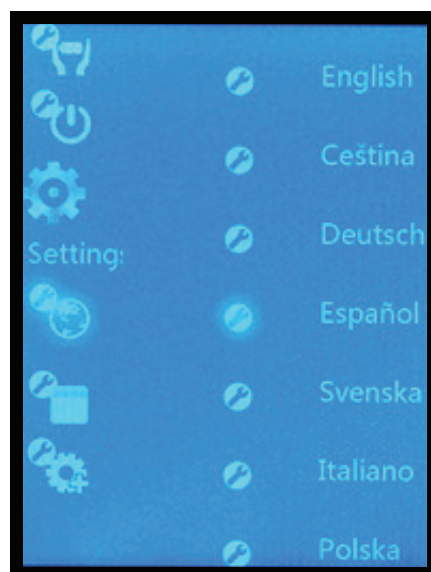 English
Ceština
Deutsch
Setting:
Español
Svenska
Italiano
Polska